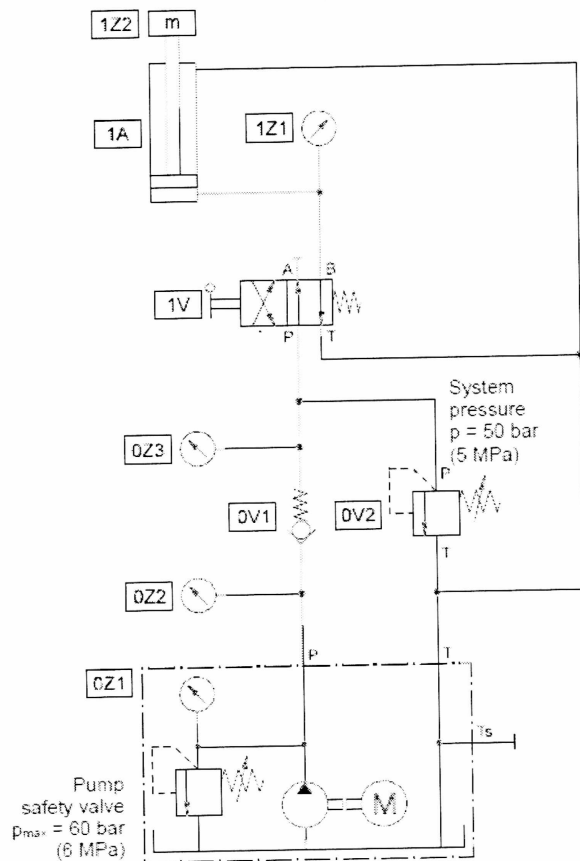 1Z2
m
1A
1Z1
A
B
1V
P
T
System
pressure
p = 50 bar
(5 MPa)
0Z3
P
0V1
0V2
T
0Z2
P
T
0Z1
Ts
Pump
safety valve
pmax = 60 bar
(6 MPa)
M